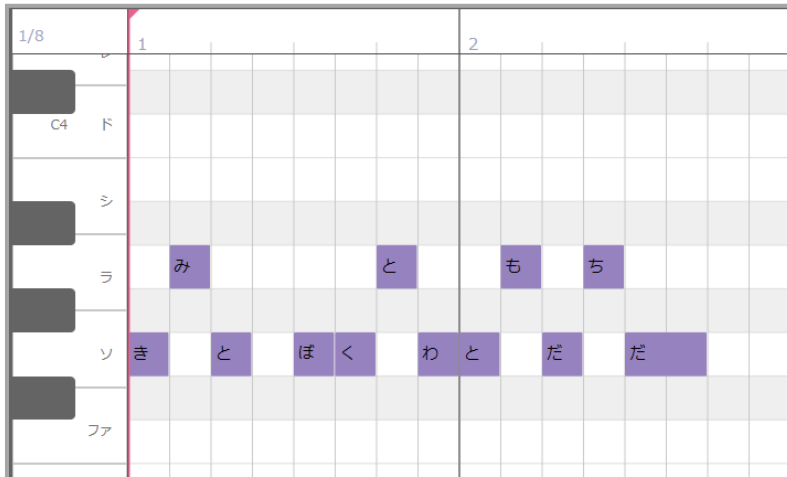 1/8
1
2
C4
ド
シ
ラ
ソ
ファ
み
と
も
ち
き
と
ぼ
く
わ
と
だ
だ